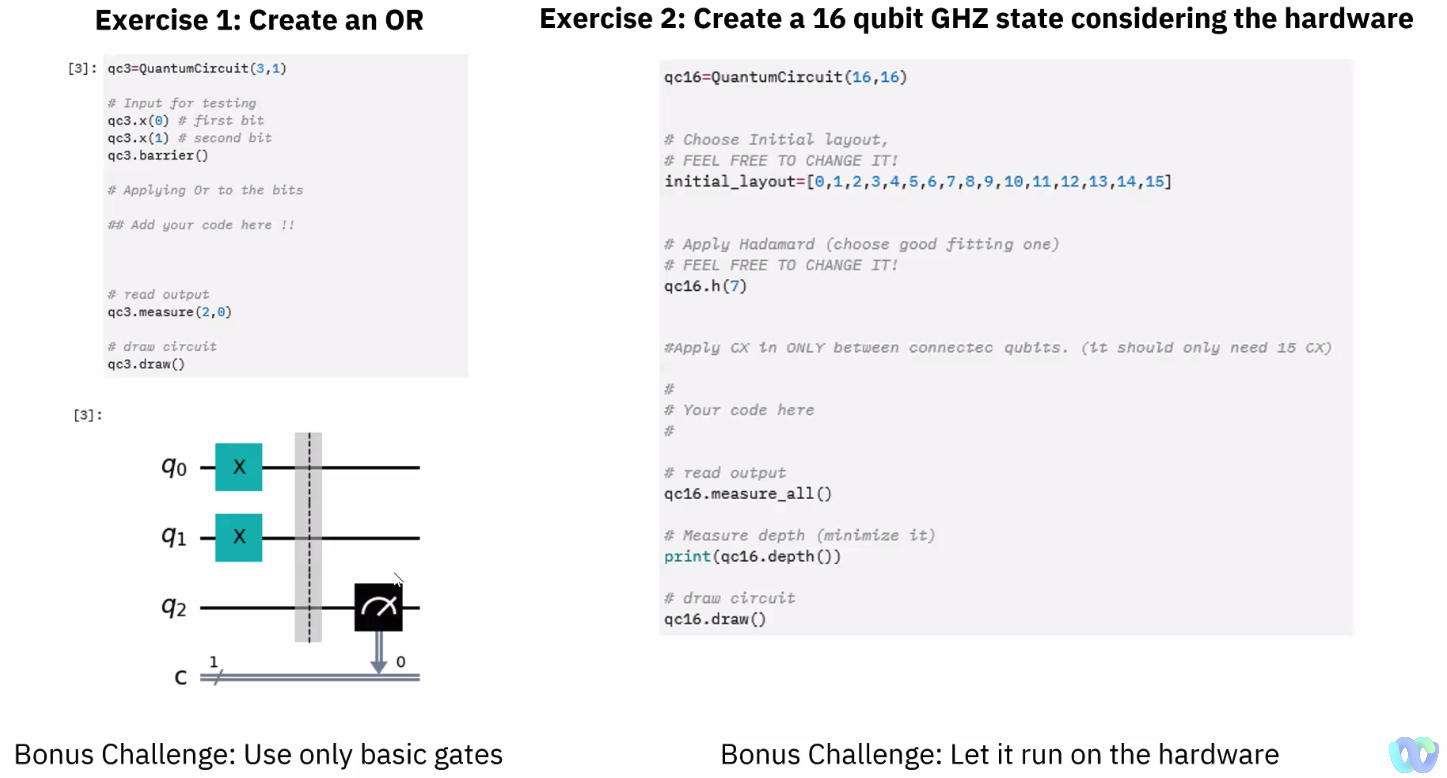 Exercise 1: Create an OR
[3]: qc3=QuantumCircuit(3,1)
# Input for testing
qc3.x(0) # first bit
qc3.x(1) # second bit
qc3.barrier()
# Applying Or to the bits
## Add your code here !!
# read output
qc3.measure(2,0)
# draw circuit
qc3.draw()
[3]:
q0 X
q1 X
q2
c 1 0
Bonus Challenge: Use only basic gates
Exercise 2: Create a 16 qubit GHZ state considering the hardware
qc16=QuantumCircuit(16,16)
# Choose Initial layout,
# FEEL FREE TO CHANGE IT!
initial_layout=[0,1,2,3,4,5,6,7,8,9,10,11,12,13,14,15]
# Apply Hadamard (choose good fitting one)
# FEEL FREE TO CHANGE IT!
qc16.h(7)
#Apply CX in ONLY between connectec qubits. (it should only need 15 CX)
#
# Your code here
#
# read output
qc16.measure_all()
# Measure depth (minimize it)
print(qc16.depth())
# draw circuit
qc16.draw()
Bonus Challenge: Let it run on the hardware